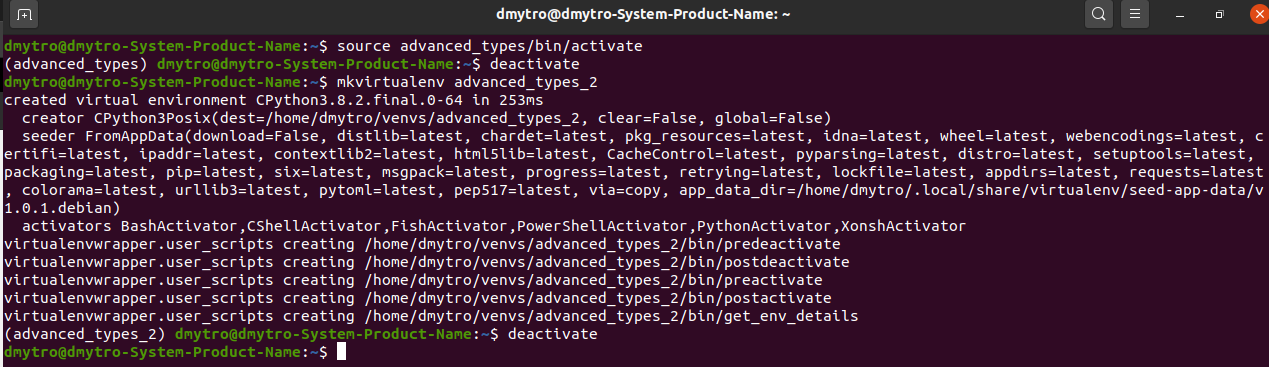 dmytro@dmytro-System-Product-Name: ~
dmytro@dmytro-System-Product-Name:~$ source advanced_types/bin/activate
(advanced_types) dmytro@dmytro-System-Product-Name:~$ deactivate
dmytro@dmytro-System-Product-Name:~$ mkvirtualenv advanced_types_2
created virtual environment CPython3.8.2.final.0-64 in 253ms
  creator CPython3Posix(dest=/home/dmytro/venvs/advanced_types_2, clear=False, global=False)
  seeder FromAppData(download=False, distlib=latest, chardet=latest, pkg_resources=latest, idna=latest, wheel=latest, webencodings=latest, c
ertifi=latest, ipaddr=latest, contextlib2=latest, html5lib=latest, CacheControl=latest, pyparsing=latest, distro=latest, setuptools=latest,
packaging=latest, pip=latest, six=latest, msgpack=latest, progress=latest, retrying=latest, lockfile=latest, appdirs=latest, requests=latest
, colorama=latest, urllib3=latest, pytoml=latest, pep517=latest, via=copy, app_data_dir=/home/dmytro/.local/share/virtualenv/seed-app-data/v
1.0.1.debian)
  activators BashActivator,CShellActivator,FishActivator,PowerShellActivator,PythonActivator,XonshActivator
virtualenvwrapper.user_scripts creating /home/dmytro/venvs/advanced_types_2/bin/predeactivate
virtualenvwrapper.user_scripts creating /home/dmytro/venvs/advanced_types_2/bin/postdeactivate
virtualenvwrapper.user_scripts creating /home/dmytro/venvs/advanced_types_2/bin/preactivate
virtualenvwrapper.user_scripts creating /home/dmytro/venvs/advanced_types_2/bin/postactivate
virtualenvwrapper.user_scripts creating /home/dmytro/venvs/advanced_types_2/bin/get_env_details
(advanced_types_2) dmytro@dmytro-System-Product-Name:~$ deactivate
dmytro@dmytro-System-Product-Name:~$